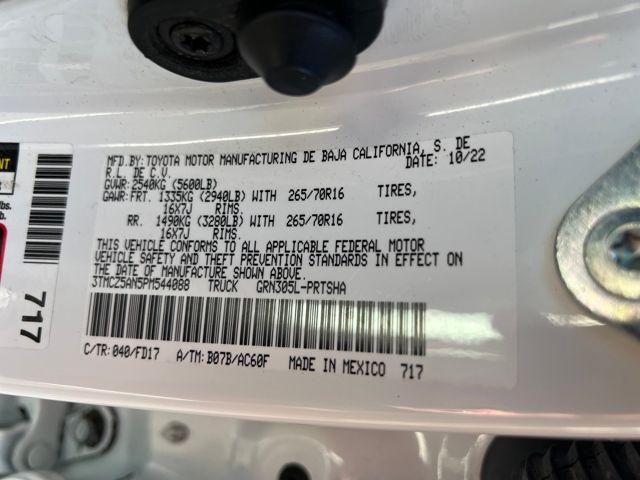 MFD.BY:TOYOTA MOTOR MANUFACTURING DE BAJA CALIFORNIA, S. DE
R.L. DE C.V. DATE: 10/22
GVWR:2540KG (5600LB)
GAWR:FRT. 1335KG (2940LB) WITH 265/70R16 TIRES,
16X7J RIMS.
RR. 1490KG (3280LB) WITH 265/70R16 TIRES,
16X7J RIMS.
THIS VEHICLE CONFORMS TO ALL APPLICABLE FEDERAL MOTOR
VEHICLE SAFETY AND THEFT PREVENTION STANDARDS IN EFFECT ON
THE DATE OF MANUFACTURE SHOWN ABOVE.
3TMCZ5AN5PM544088 TRUCK GRN305L-PRTSHA
C/TR: 040/FD17 A/TM: B07B/AC60F MADE IN MEXICO 717
717